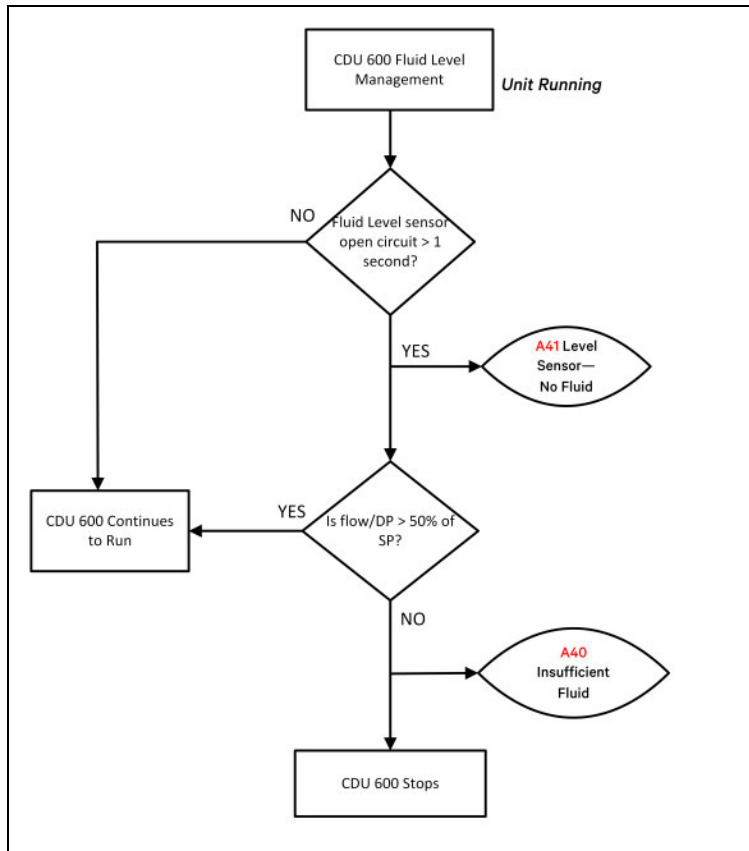 CDU 600 Fluid Level
Management
Unit Running
NO
Fluid Level sensor
open circuit > 1
second?
YES
A41 Level
Sensor—
No Fluid
CDU 600 Continues
to Run
YES
Is flow/DP > 50% of
SP?
NO
A40
Insufficient
Fluid
CDU 600 Stops